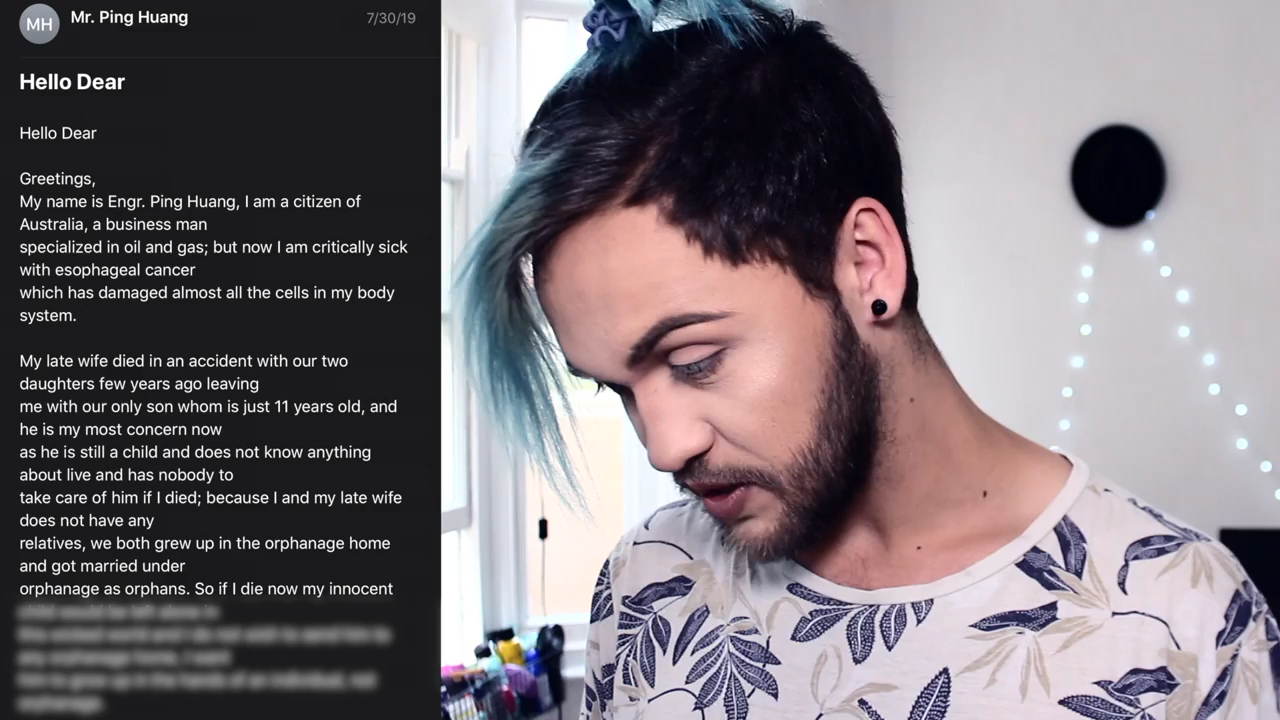 MH
Mr. Ping Huang
7/30/19
Hello Dear
Hello Dear
Greetings,
My name is Engr. Ping Huang, I am a citizen of
Australia, a business man
specialized in oil and gas; but now I am critically sick
with esophageal cancer
which has damaged almost all the cells in my body
system.
My late wife died in an accident with our two
daughters few years ago leaving
me with our only son whom is just 11 years old, and
he is my most concern now
as he is still a child and does not know anything
about live and has nobody to
take care of him if I died; because I and my late wife
does not have any
relatives, we both grew up in the orphanage home
and got married under
orphanage as orphans. So if I die now my innocent